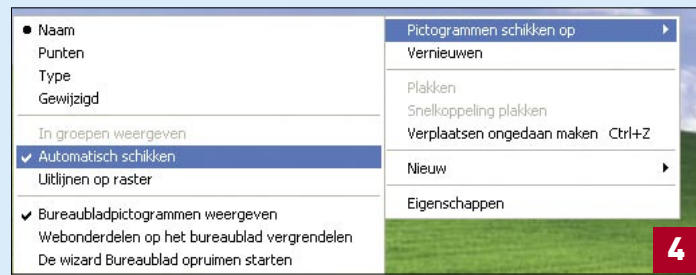 Naam
Punten
Type
Gewijzigd
In groepen weergeven
Automatisch schikken
Uitlijnen op raster
Bureaubladpictogrammen weergeven
Webonderdelen op het bureaublad vergrendelen
De wizard Bureaublad opruimen starten
Pictogrammen schikken op
Vernieuwen
Plakken
Snelkoppeling plakken
Verplaatsen ongedaan maken Ctrl+Z
Nieuw
Eigenschappen
4